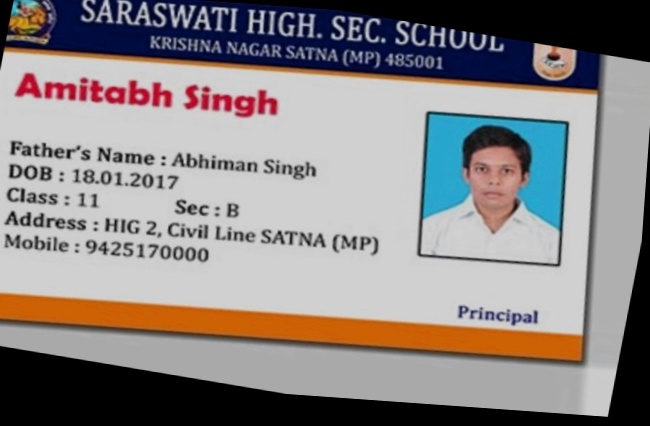 SARASWATI HIGH. SEC. SCHOOL
KRISHNA NAGAR SATNA (MP) 485001
Amitabh Singh
Father's Name : Abhiman Singh
DOB : 18.01.2017
Class : 11 Sec : B
Address : HIG 2, Civil Line SATNA (MP)
Mobile : 9425170000
Principal